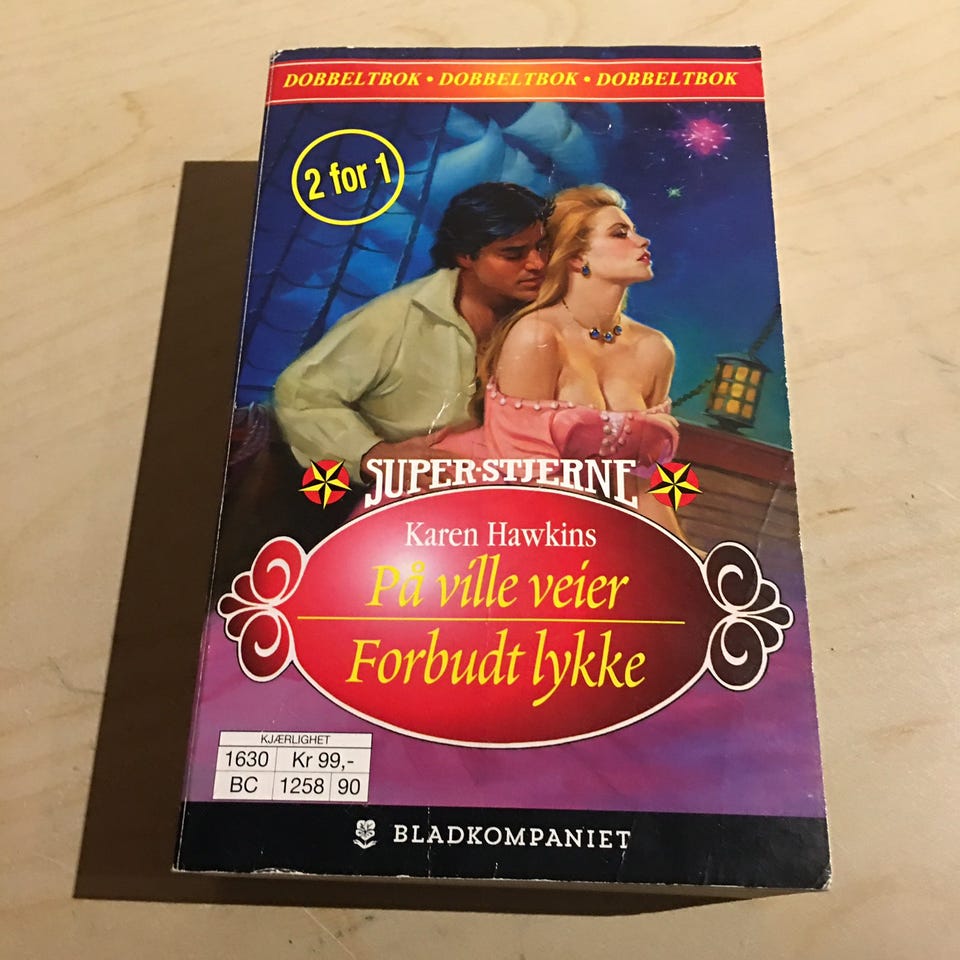 DOBBELTBOK • DOBBELTBOK • DOBBELTBOK
2 for 1
SUPER-STJERNE
Karen Hawkins
På ville veier
Forbudt lykke
KJÆRLIGHET
1630 Kr 99,-
BC 1258 90
BLADKOMPANIET